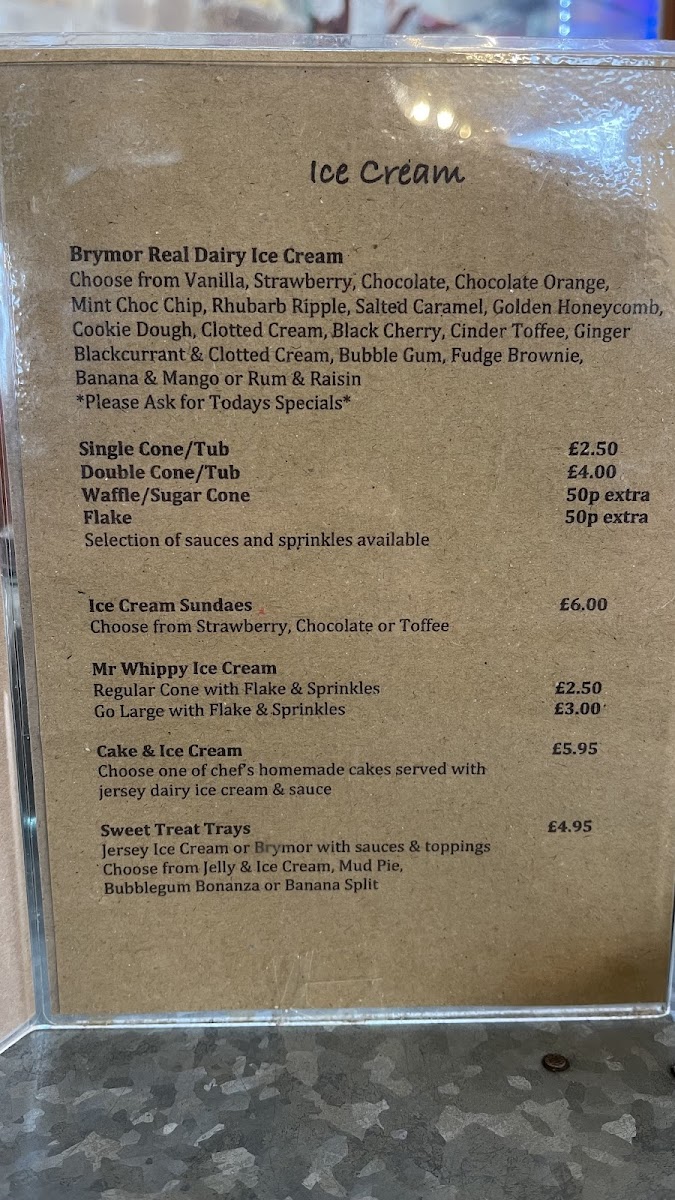 Ice Cream
Brymor Real Dairy Ice Cream
Choose from Vanilla, Strawberry, Chocolate, Chocolate Orange,
Mint Choc Chip, Rhubarb Ripple, Salted Caramel, Golden Honeycomb,
Cookie Dough, Clotted Cream, Black Cherry, Cinder Toffee, Ginger
Blackcurrant & Clotted Cream, Bubble Gum, Fudge Brownie,
Banana & Mango or Rum & Raisin
*Please Ask for Todays Specials*
Single Cone/Tub £2.50
Double Cone/Tub £4.00
Waffle/Sugar Cone 50p extra
Flake 50p extra
Selection of sauces and sprinkles available
Ice Cream Sundaes £6.00
Choose from Strawberry, Chocolate or Toffee
Mr Whippy Ice Cream
Regular Cone with Flake & Sprinkles £2.50
Go Large with Flake & Sprinkles £3.00
Cake & Ice Cream £5.95
Choose one of chef's homemade cakes served with
jersey dairy ice cream & sauce
Sweet Treat Trays £4.95
Jersey Ice Cream or Brymor with sauces & toppings
Choose from Jelly & Ice Cream, Mud Pie,
Bubblegum Bonanza or Banana Split